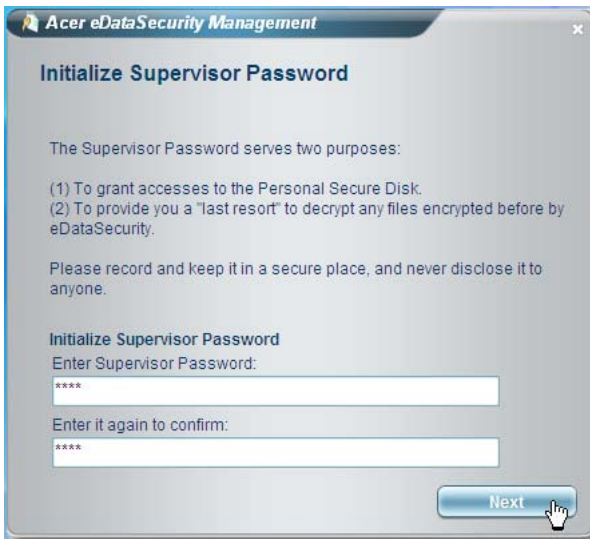 Acer eDataSecurity Management
x
Initialize Supervisor Password
The Supervisor Password serves two purposes:
(1) To grant accesses to the Personal Secure Disk.
(2) To provide you a "last resort" to decrypt any files encrypted before by
eDataSecurity.
Please record and keep it in a secure place, and never disclose it to
anyone.
Initialize Supervisor Password
Enter Supervisor Password:
****
Enter it again to confirm:
****
Next